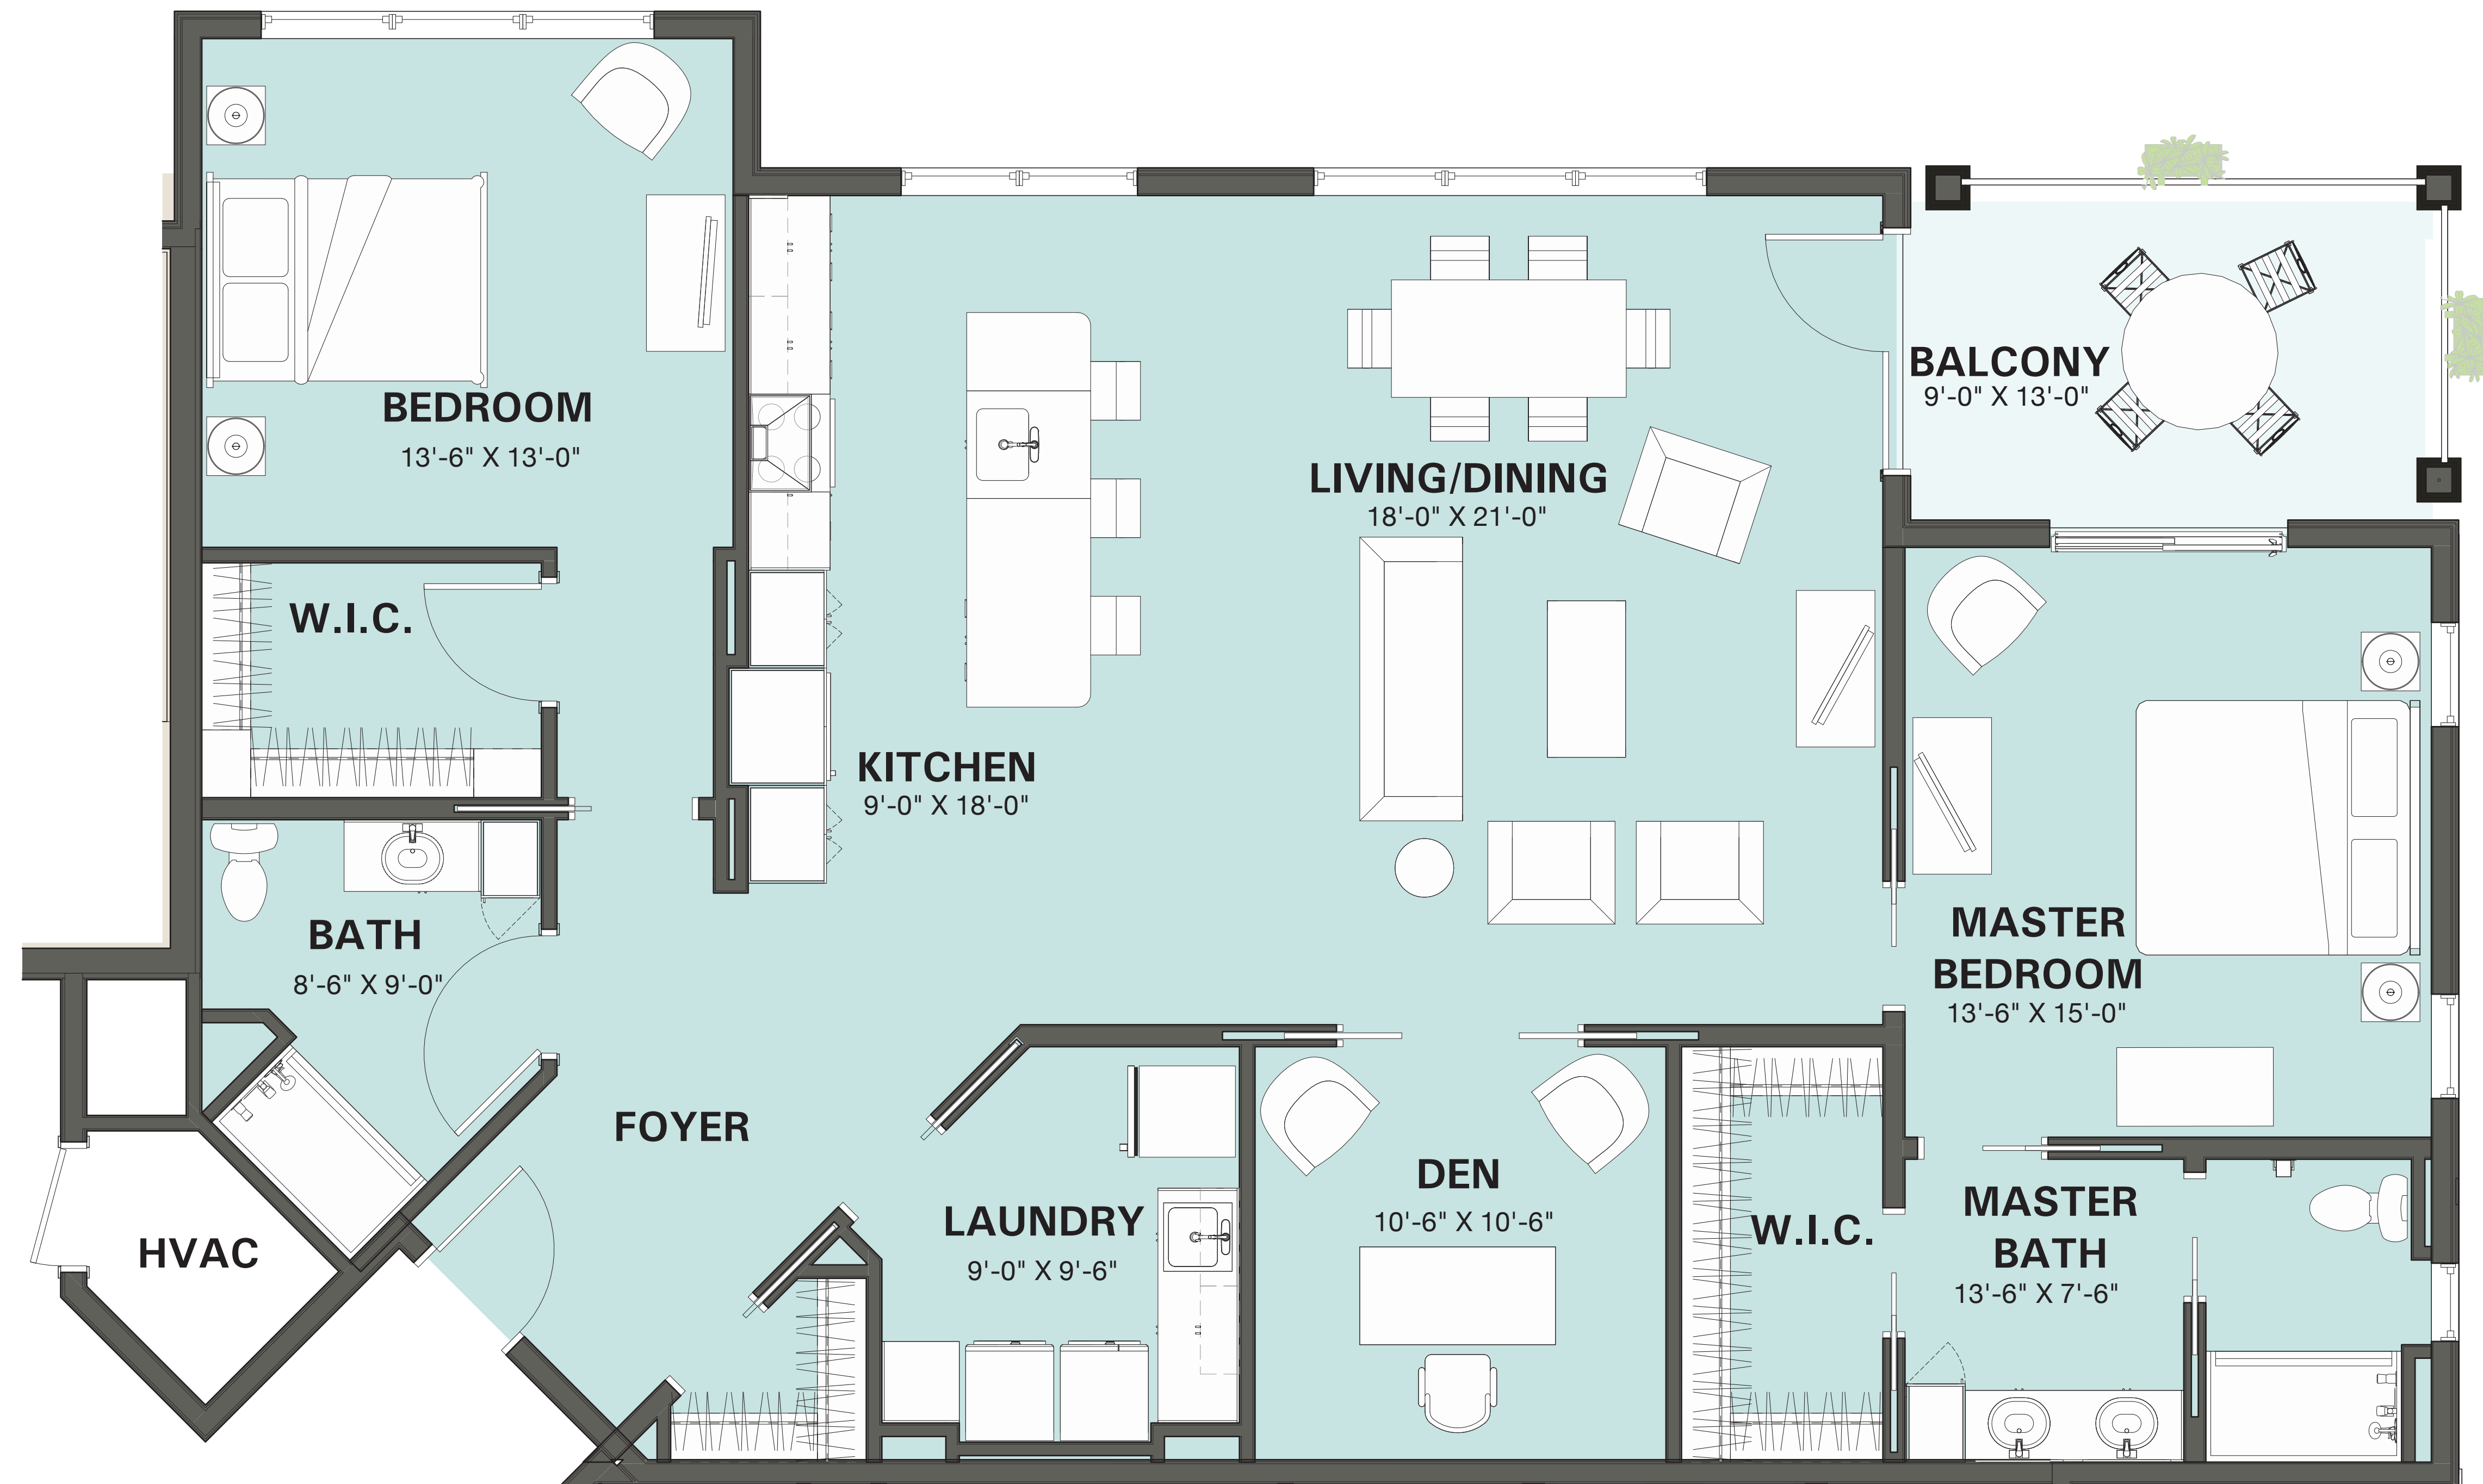 BEDROOM
13'-6" X 13'-0"
W.I.C.
BATH
8'-6" X 9'-0"
HVAC
FOYER
KITCHEN
9'-0" X 18'-0"
LIVING/DINING
18'-0" X 21'-0"
BALCONY
9'-0" X 13'-0"
LAUNDRY
9'-0" X 9'-6"
DEN
10'-6" X 10'-6"
W.I.C.
MASTER
BEDROOM
13'-6" X 15'-0"
MASTER
BATH
13'-6" X 7'-6"